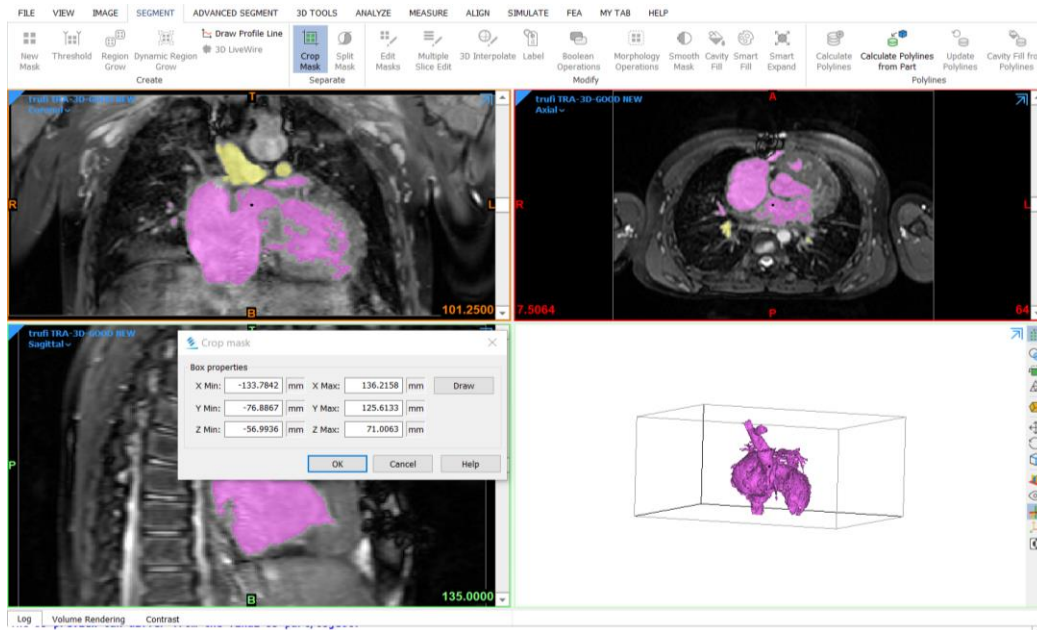 FILE VIEW IMAGE SEGMENT ADVANCED SEGMENT 3D TOOLS ANALYZE MEASURE ALIGN SIMULATE FEA MY TAB HELP
New Mask
Threshold
Region Grow
Dynamic Region Grow
Draw Profile Line
3D LiveWire
Create
Crop Mask
Split Mask
Separate
Edit Masks
Multiple Slice Edit
3D Interpolate
Label
Boolean Operations
Morphology Operations
Smooth Mask
Cavity Fill
Smart Fill
Smart Expand
Modify
Calculate Polylines
Calculate Polylines from Part
Update Polylines
Cavity Fill fro
Polylines
Polylines
trufi TRA-3D-GOOD NEW
T
R
L
B
101.2500
trufi TRA-3D-GOOD NEW
Axial
A
R
L
7.5064
P
64
trufi TRA-3D-GOOD NEW
Sagittal
T
P
B
135.0000
Crop mask
Box properties
X Min: -133.7842 mm X Max: 136.2158 mm Draw
Y Min: -76.8867 mm Y Max: 125.6133 mm
Z Min: -56.9936 mm Z Max: 71.0063 mm
OK Cancel Help
Log Volume Rendering Contrast